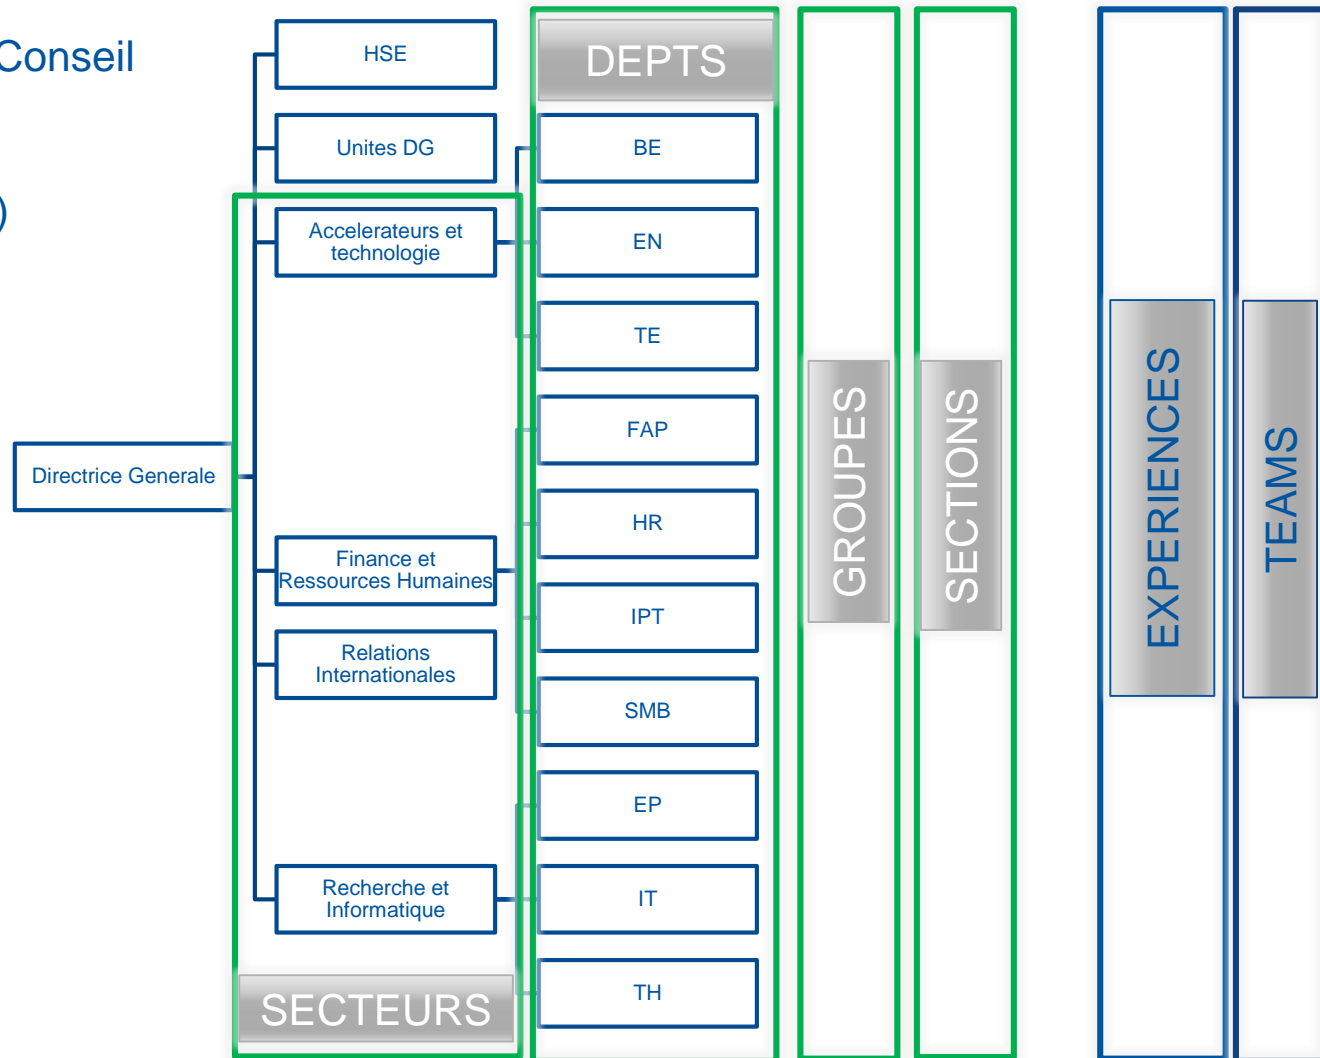 Conseil
)
HSE
Unites DG
Accelerateurs et
technologie
Directrice Generale
Finance et
Ressources Humaines
Relations
Internationales
Recherche et
Informatique
SECTEURS
DEPTS
BE
EN
TE
FAP
HR
IPT
SMB
EP
IT
TH
GROUPES
SECTIONS
EXPERIENCES
TEAMS